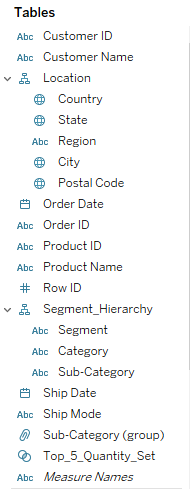 Tables
Abc Customer ID
Abc Customer Name
Location
Country
State
Abc Region
City
Postal Code
Order Date
Abc Order ID
Abc Product ID
Abc Product Name
# Row ID
Segment_Hierarchy
Abc Segment
Abc Category
Abc Sub-Category
Ship Date
Abc Ship Mode
Sub-Category (group)
Top_5_Quantity_Set
Abc Measure Names